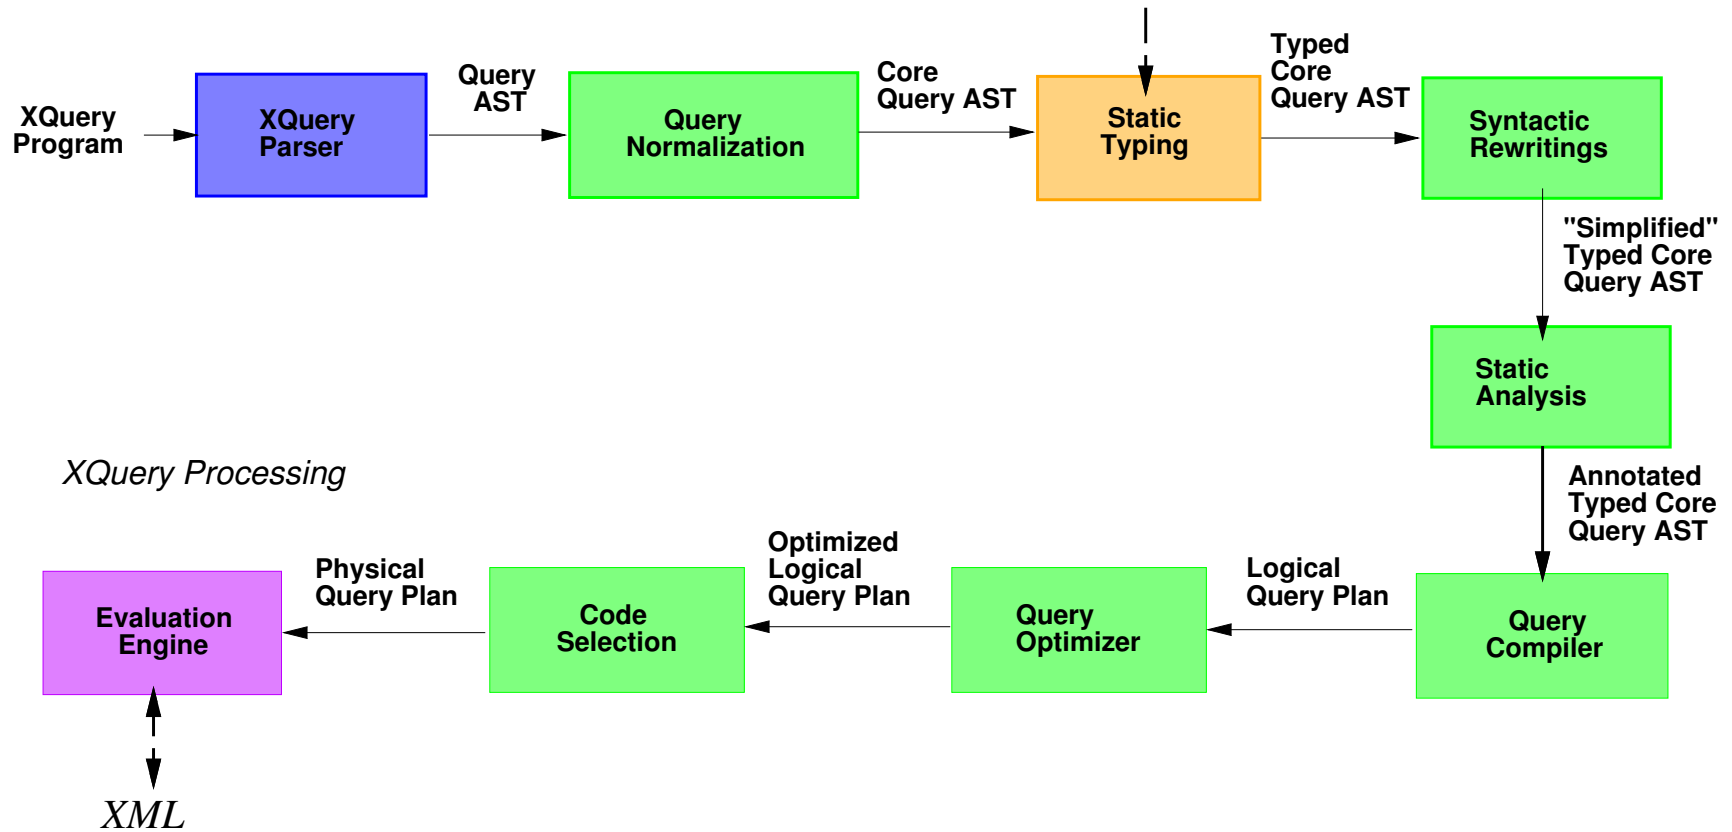 XQuery
Program
XQuery
Parser
Query
AST
Query
Normalization
Core
Query AST
Static
Typing
Typed
Core
Query AST
Syntactic
Rewritings
"Simplified"
Typed Core
Query AST
Static
Analysis
Annotated
Typed Core
Query AST
XQuery Processing
Query
Compiler
Logical
Query Plan
Query
Optimizer
Optimized
Logical
Query Plan
Code
Selection
Physical
Query Plan
Evaluation
Engine
XML